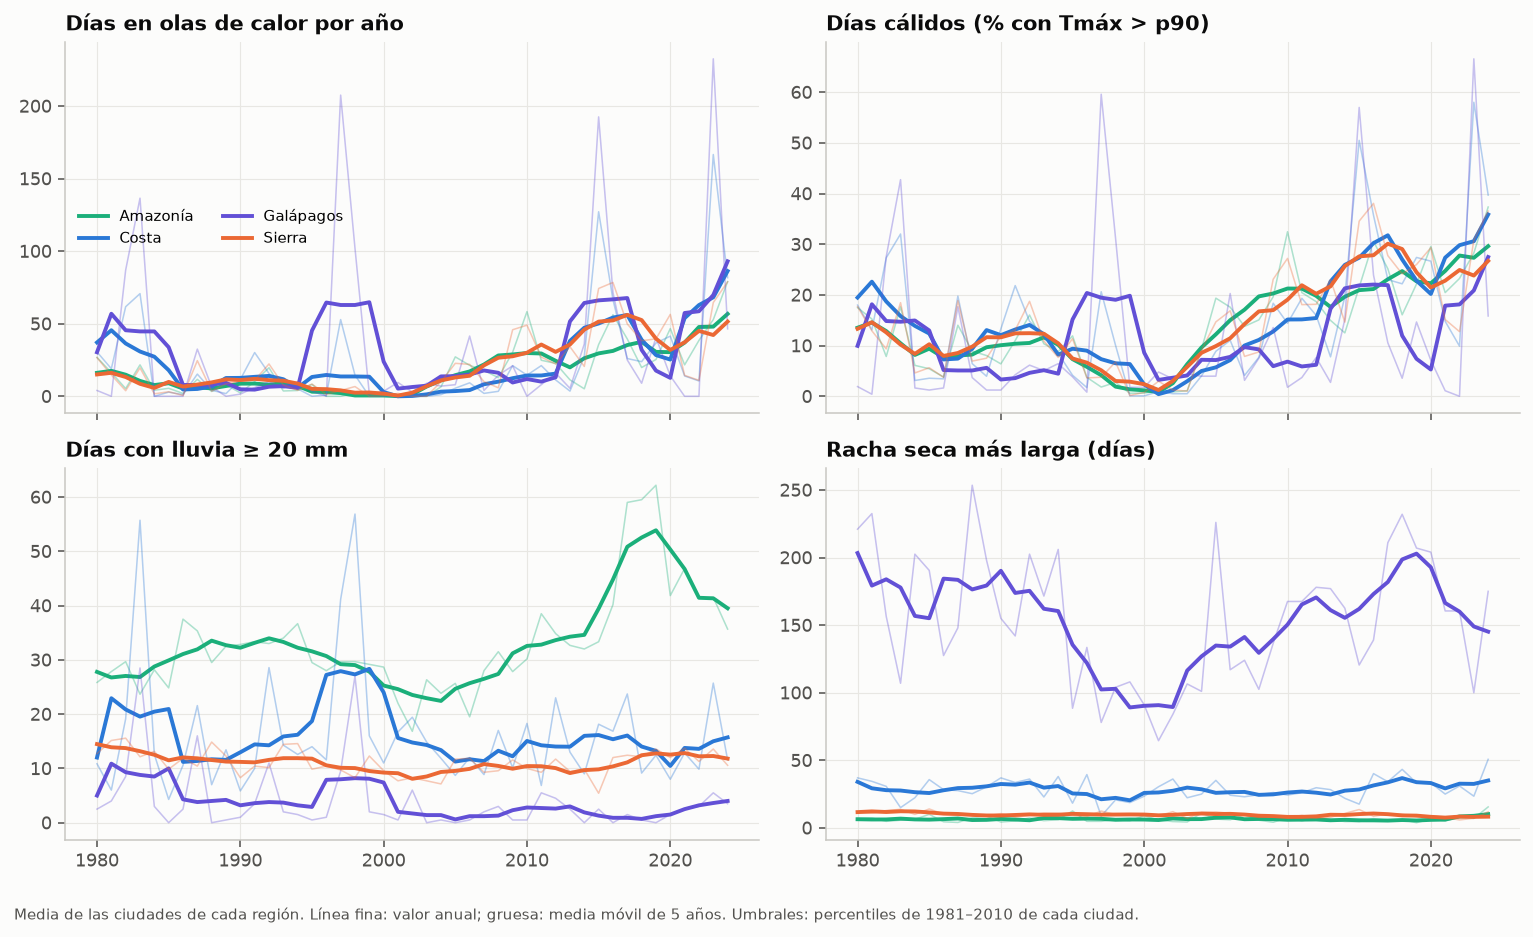 Días en olas de calor por año
200
150
100
50
0
Amazonía
Costa
Galápagos
Sierra
Días cálidos (% con Tmáx > p90)
60
50
40
30
20
10
0
Días con lluvia ≥ 20 mm
60
50
40
30
20
10
0
1980 1990 2000 2010 2020
Racha seca más larga (días)
250
200
150
100
50
0
1980 1990 2000 2010 2020
Media de las ciudades de cada región. Línea fina: valor anual; gruesa: media móvil de 5 años. Umbrales: percentiles de 1981–2010 de cada ciudad.